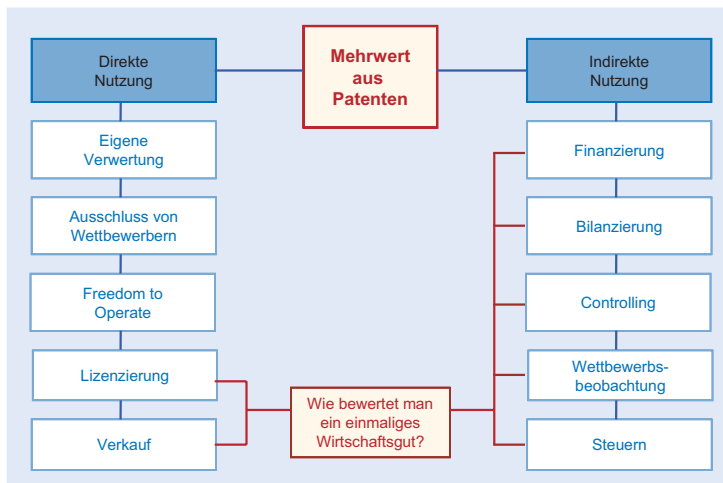 Mehrwert
aus
Patenten
Direkte
Nutzung
Eigene
Verwertung
Ausschluss von
Wettbewerbern
Freedom to
Operate
Lizenzierung
Verkauf
Wie bewertet man
ein einmaliges
Wirtschaftsgut?
Indirekte
Nutzung
Finanzierung
Bilanzierung
Controlling
Wettbewerbs-
beobachtung
Steuern